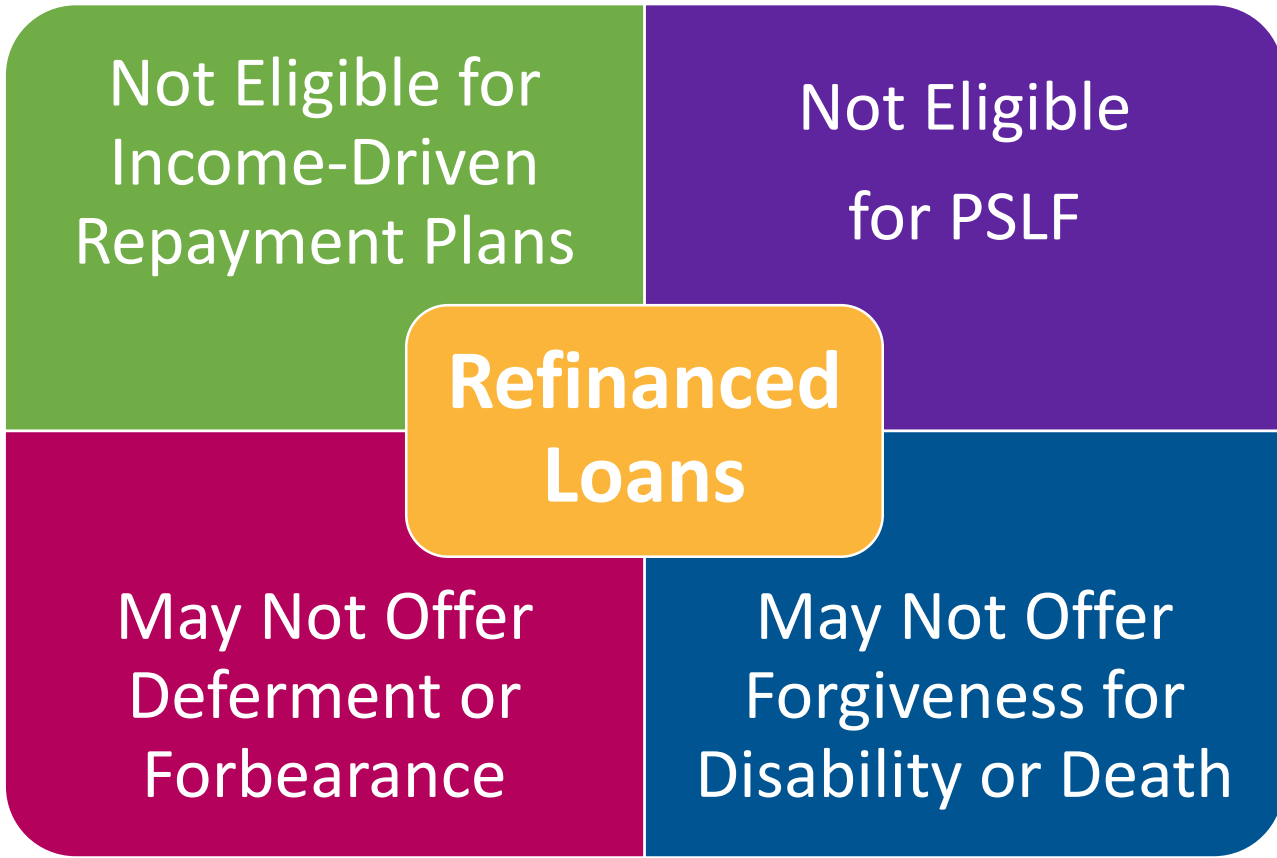 Not Eligible for
Income-Driven
Repayment Plans
Not Eligible
for PSLF
Refinanced
Loans
May Not Offer
Deferment or
Forbearance
May Not Offer
Forgiveness for
Disability or Death